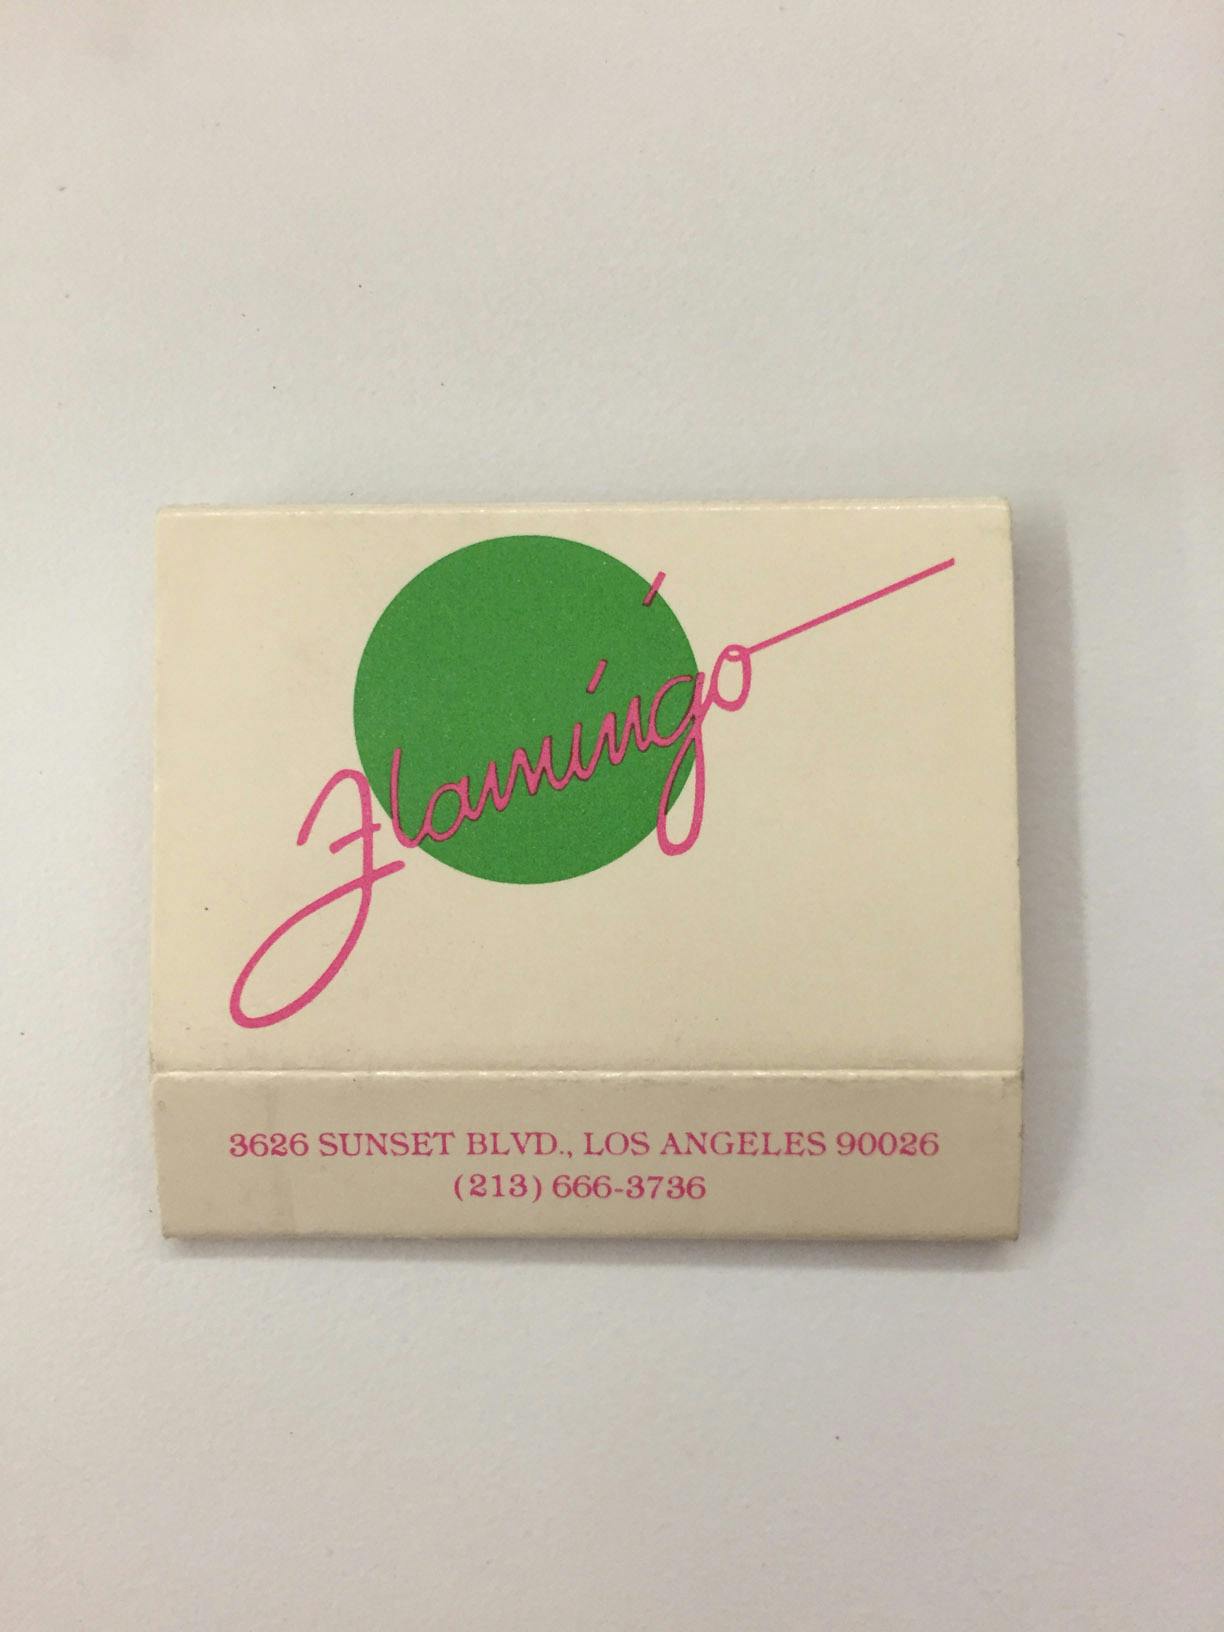 Flamingo
3626 SUNSET BLVD., LOS ANGELES 90026
(213) 666-3736